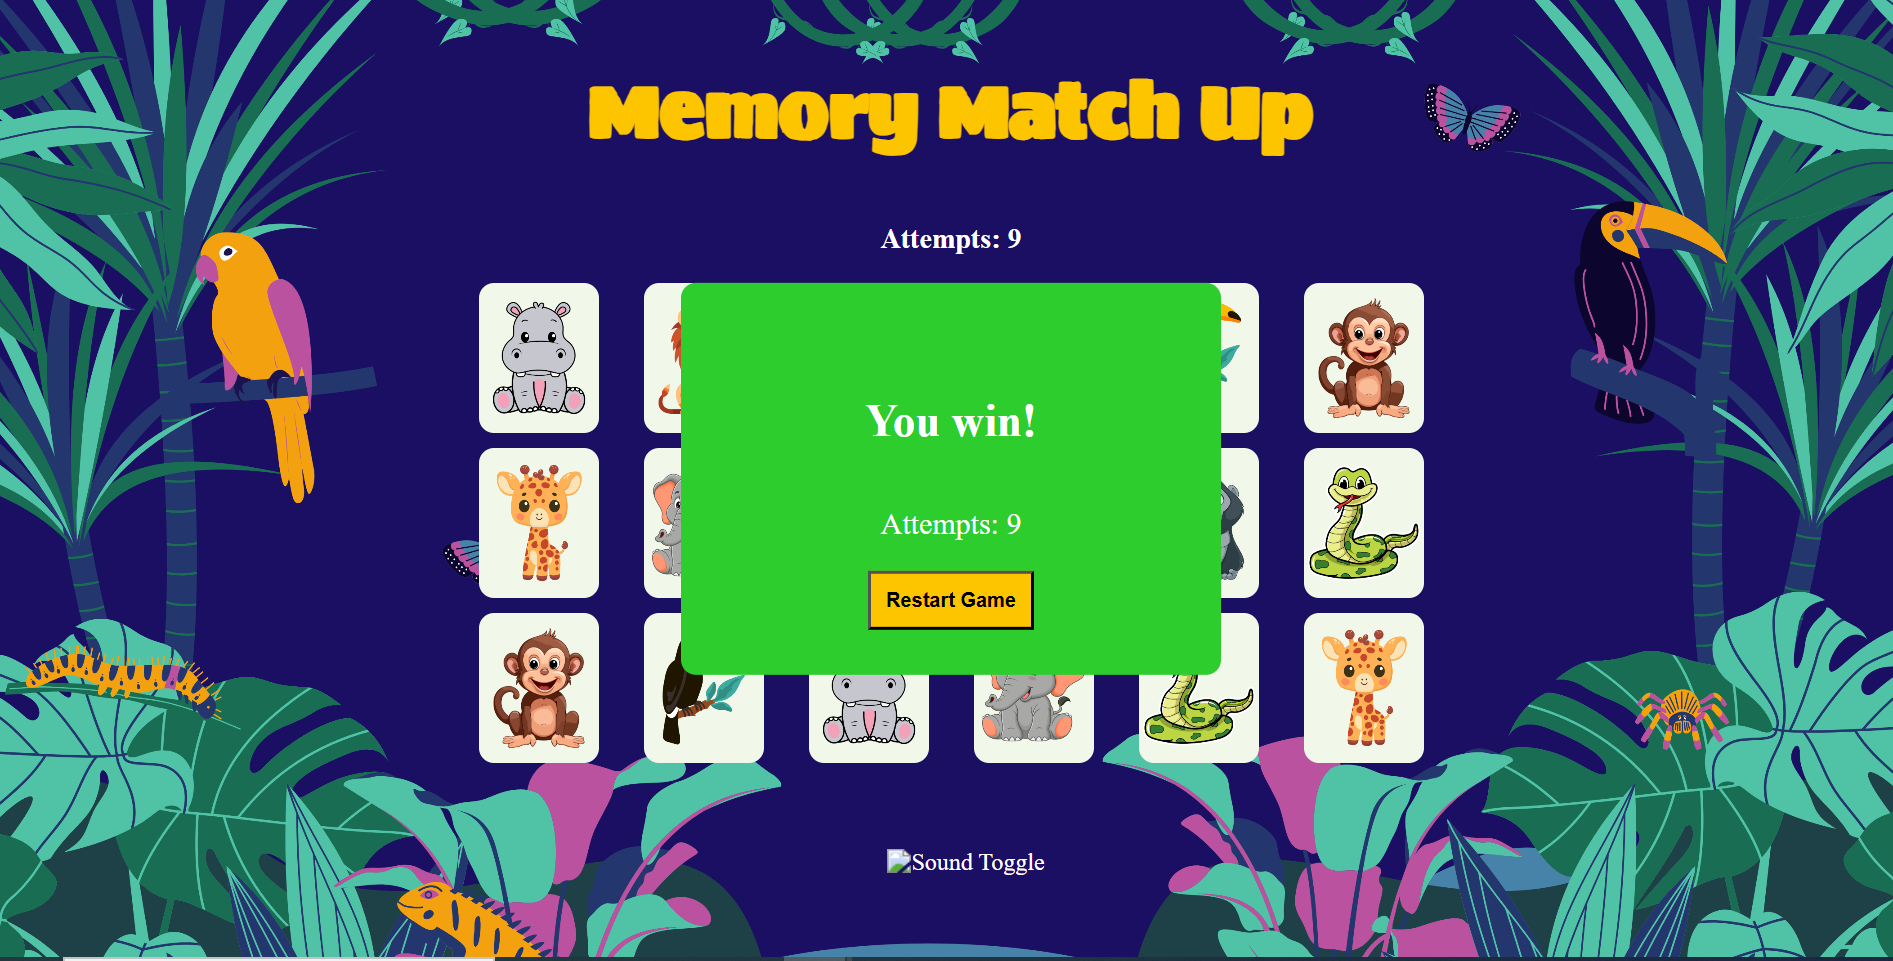 Memory Match Up
Attempts: 9
You win!
Attempts: 9
Restart Game
Sound Toggle